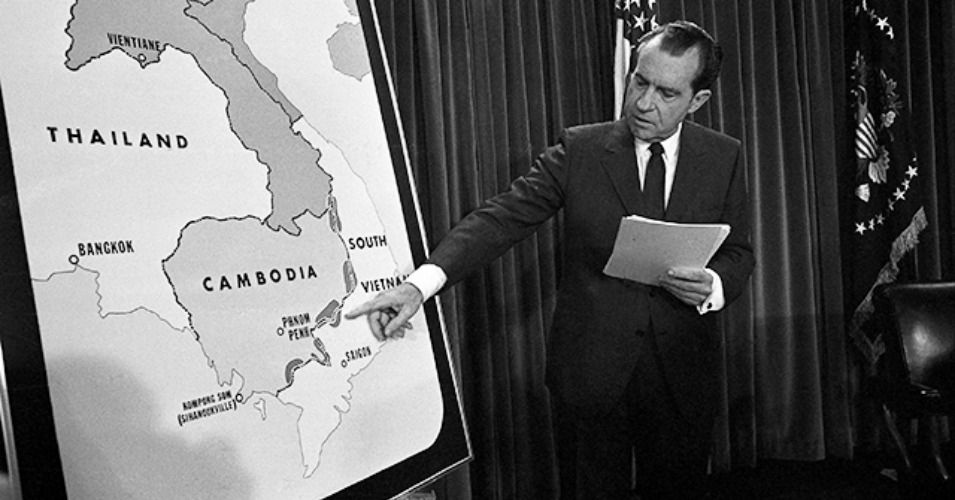 VIENTIANE
THAILAND
BANGKOK
SOUTH
CAMBODIA
VIETNAM
PHNOM
PENH
SAIGON
KOMPONG SOM
(SIHANOUKVILLE)